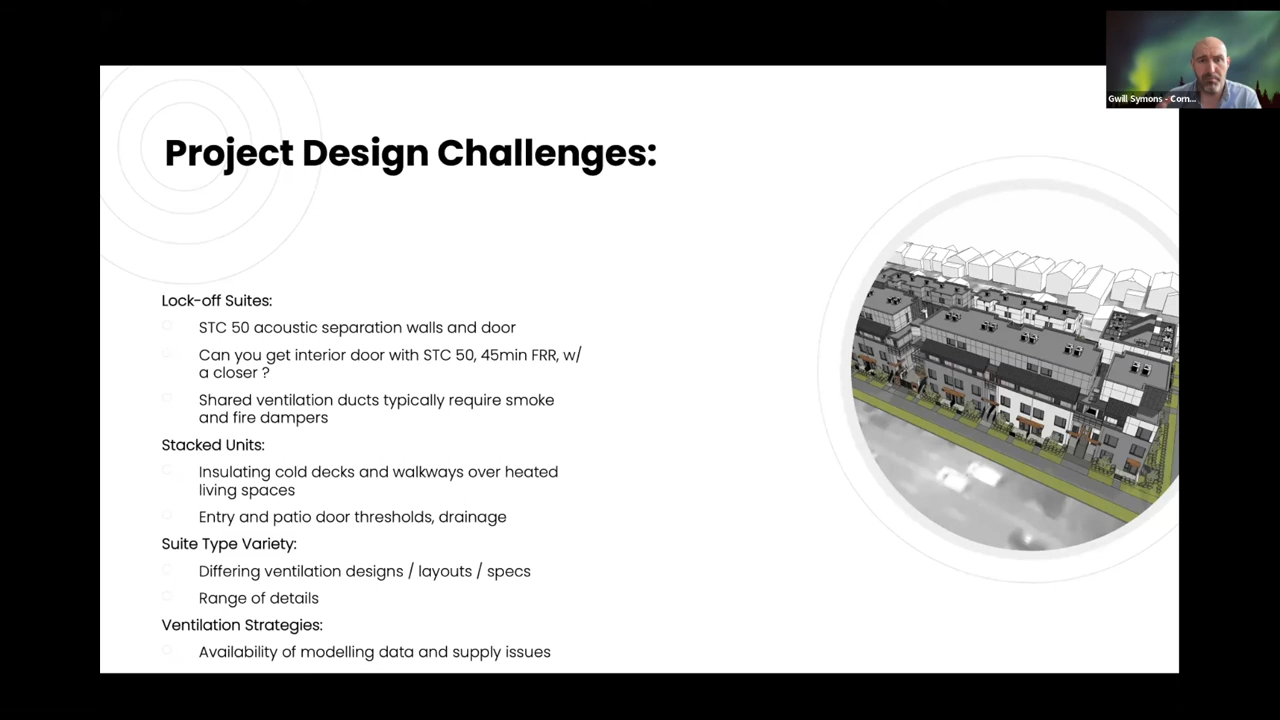 Gwill Symons - Com...
Project Design Challenges:
Lock-off Suites:
STC 50 acoustic separation walls and door
Can you get interior door with STC 50, 45min FRR, w/
a closer ?
Shared ventilation ducts typically require smoke
and fire dampers
Stacked Units:
Insulating cold decks and walkways over heated
living spaces
Entry and patio door thresholds, drainage
Suite Type Variety:
Differing ventilation designs / layouts / specs
Range of details
Ventilation Strategies:
Availability of modelling data and supply issues